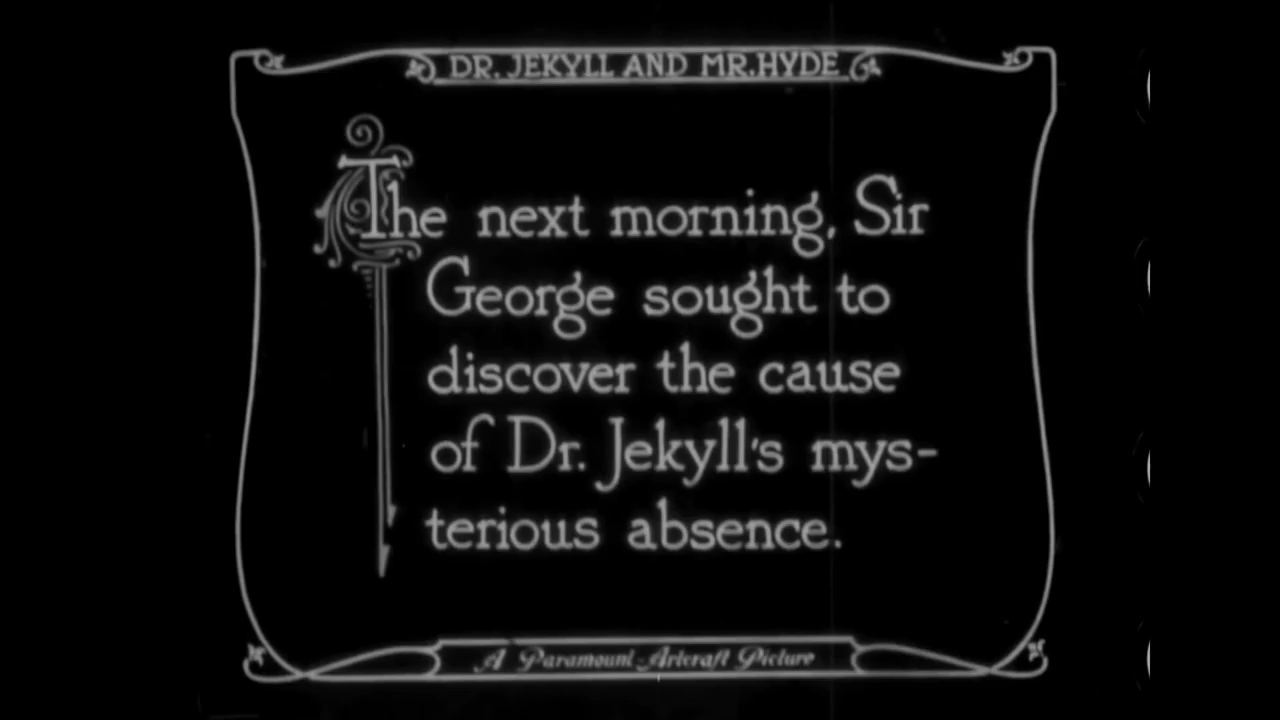 DR. JEKYLL AND MR. HYDE
The next morning, Sir
George sought to
discover the cause
of Dr. Jekyll's mys-
terious absence.
A Paramount-Artcraft Picture